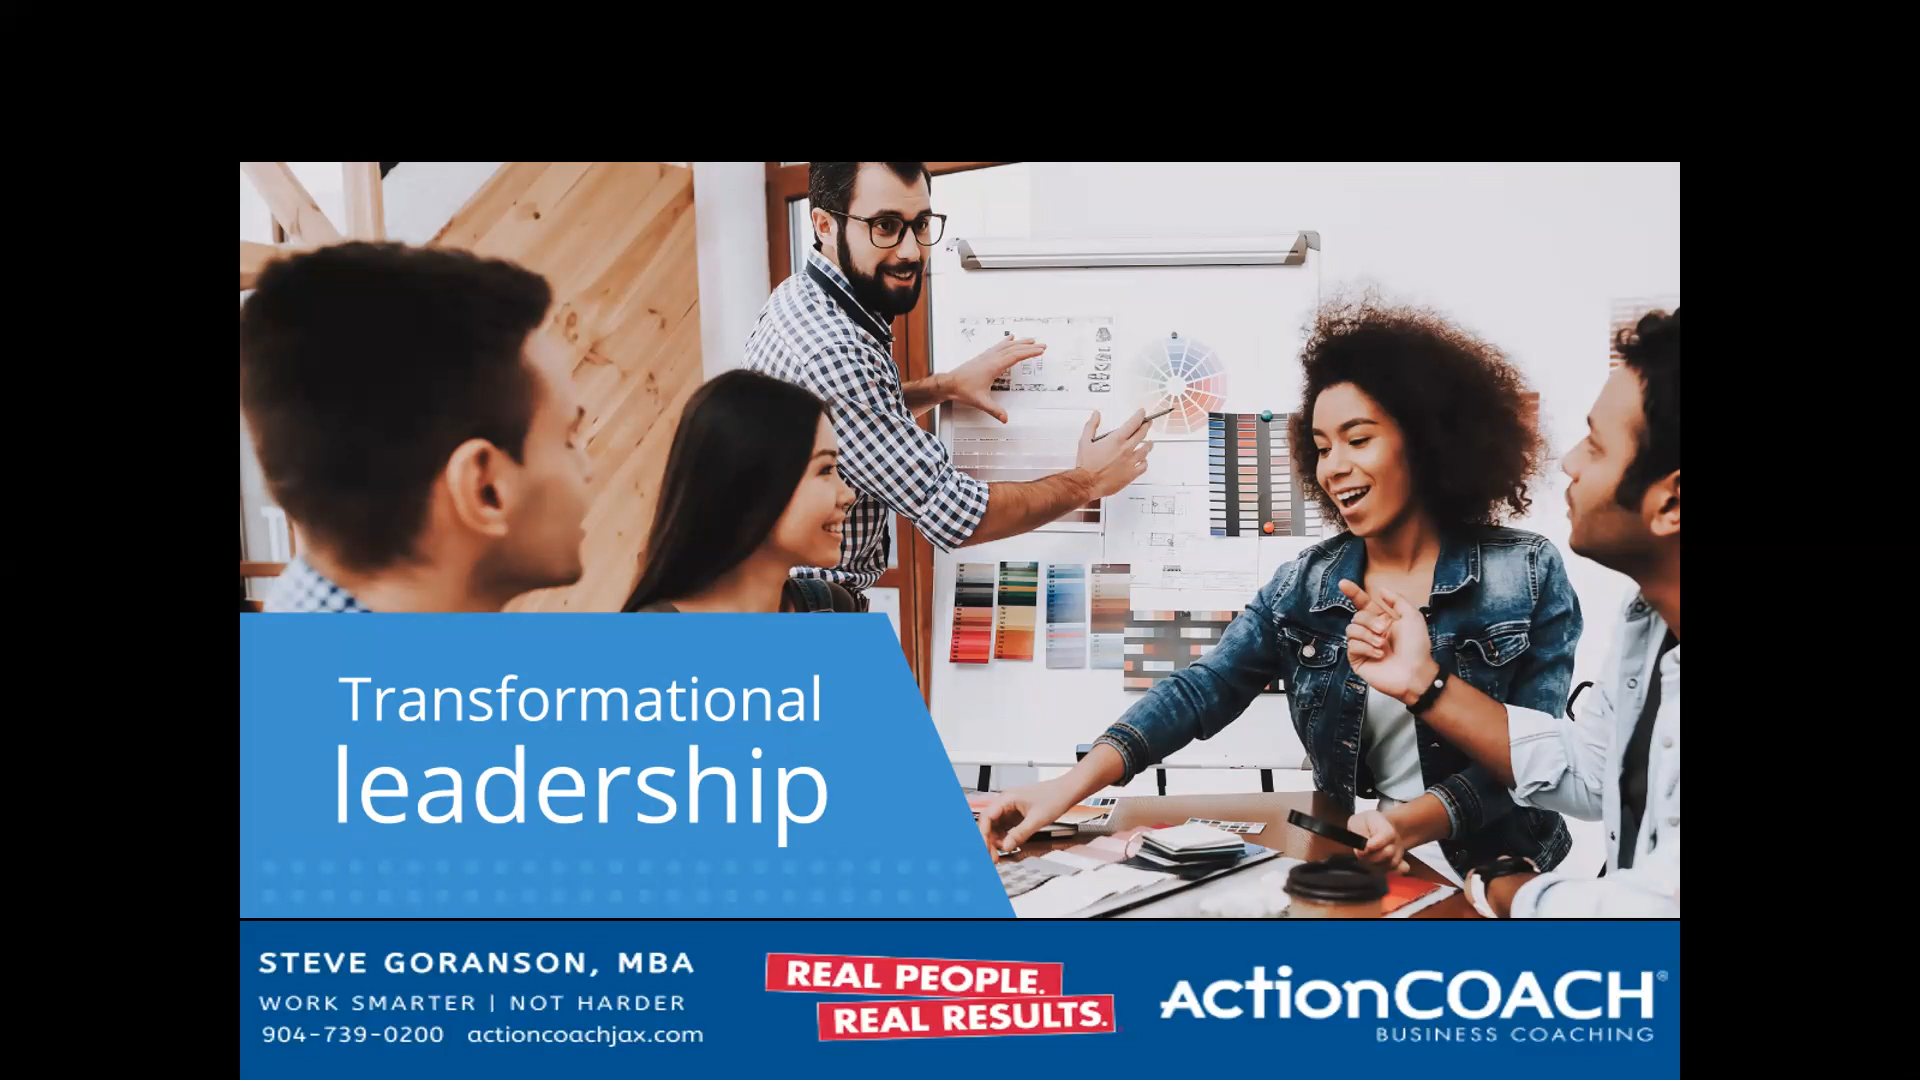 Transformational
leadership
STEVE GORANSON, MBA
WORK SMARTER | NOT HARDER
904-739-0200 actioncoachjax.com
REAL PEOPLE.
REAL RESULTS.
ActionCOACH®
BUSINESS COACHING